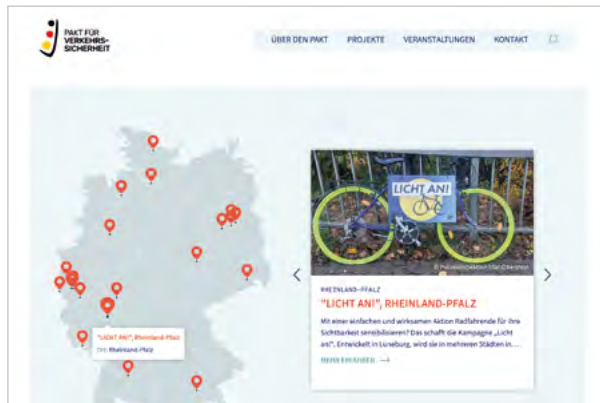 PAKT FÜR
VERKEHRS-
SICHERHEIT
ÜBER DEN PAKT PROJEKTE VERANSTALTUNGEN KONTAKT
LICHT AN!
RHEINLAND-PFALZ
"LICHT AN!", RHEINLAND-PFALZ
Mit einer einfachen und wirksamen Aktion Radfahrende für ihre
Sichtbarkeit sensibilisieren? Das schafft die Kampagne „Licht
an!". Entwickelt in Lüneburg, wird sie in mehreren Städten in...
MEHR ERFAHREN
"LICHT AN!", Rheinland-Pfalz
Ort: Rheinland-Pfalz